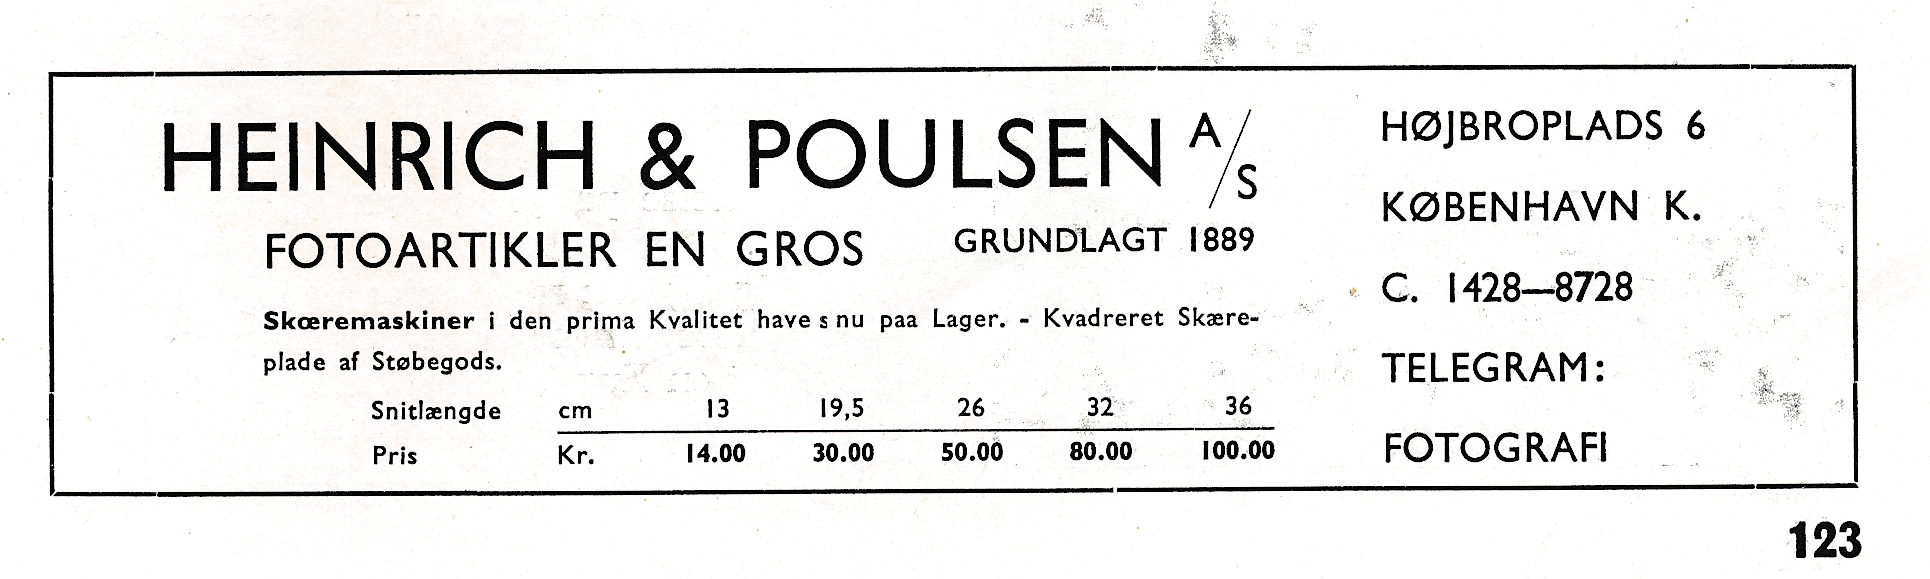 HEINRICH & POULSEN A/S
FOTOARTIKLER EN GROS GRUNDLAGT 1889
Skæremaskiner i den prima Kvalitet haves nu paa Lager. - Kvadreret Skære-
plade af Støbegods.
Snitlængde cm 13 19,5 26 32 36
Pris Kr. 14.00 30.00 50.00 80.00 100.00
HØJBROPLADS 6
KØBENHAVN K.
C. 1428—8728
TELEGRAM:
FOTOGRAFI
123